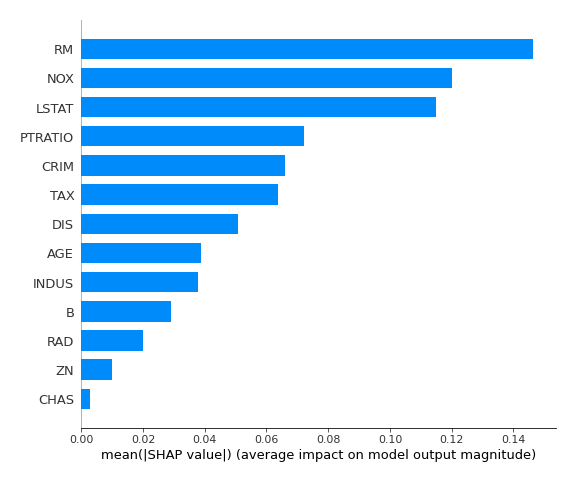 RM
NOX
LSTAT
PTRATIO
CRIM
TAX
DIS
AGE
INDUS
B
RAD
ZN
CHAS
0.00 0.02 0.04 0.06 0.08 0.10 0.12 0.14
mean(|SHAP value|) (average impact on model output magnitude)